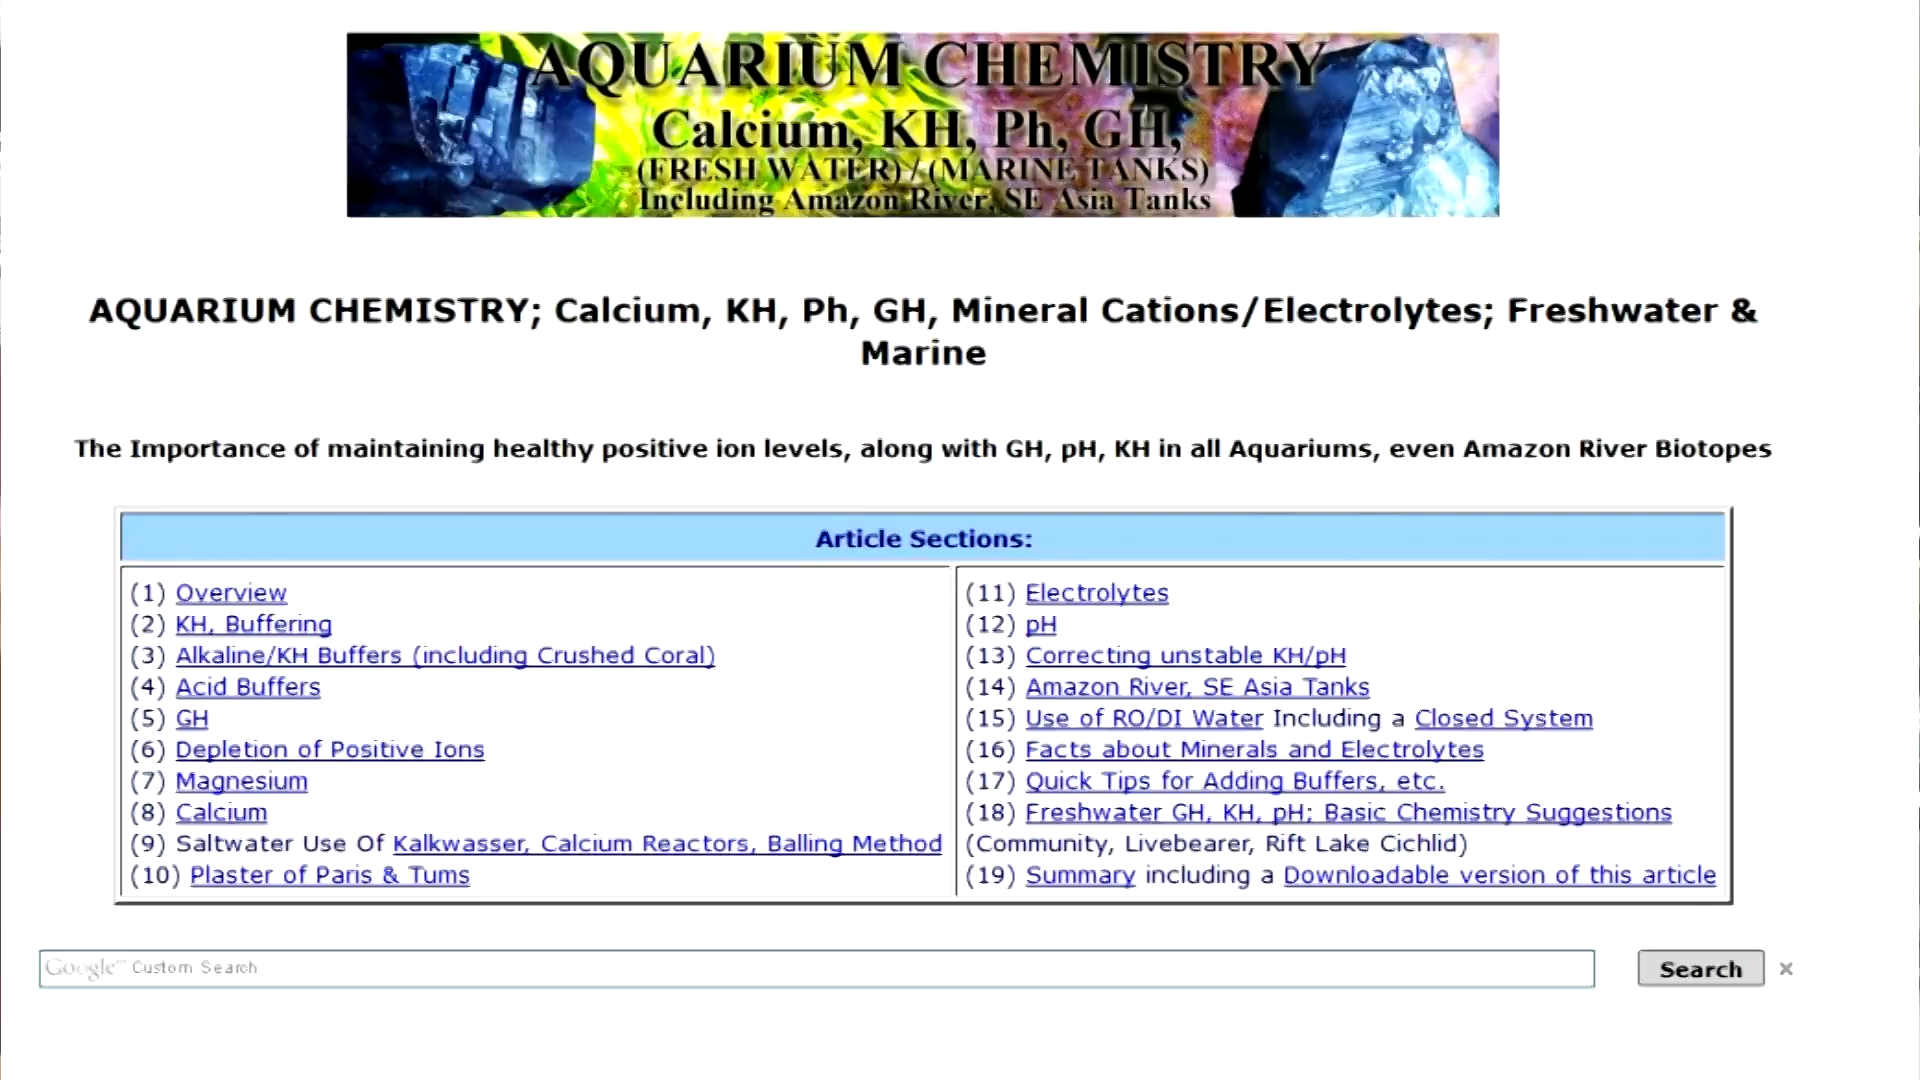 AQUARIUM CHEMISTRY
Calcium, KH, Ph, GH,
(FRESH WATER) / (MARINE TANKS)
Including Amazon River, SE Asia Tanks
AQUARIUM CHEMISTRY; Calcium, KH, Ph, GH, Mineral Cations/Electrolytes; Freshwater &
Marine
The Importance of maintaining healthy positive ion levels, along with GH, pH, KH in all Aquariums, even Amazon River Biotopes
Article Sections:
(1) Overview
(2) KH, Buffering
(3) Alkaline/KH Buffers (including Crushed Coral)
(4) Acid Buffers
(5) GH
(6) Depletion of Positive Ions
(7) Magnesium
(8) Calcium
(9) Saltwater Use Of Kalkwasser, Calcium Reactors, Balling Method
(10) Plaster of Paris & Tums
(11) Electrolytes
(12) pH
(13) Correcting unstable KH/pH
(14) Amazon River, SE Asia Tanks
(15) Use of RO/DI Water Including a Closed System
(16) Facts about Minerals and Electrolytes
(17) Quick Tips for Adding Buffers, etc.
(18) Freshwater GH, KH, pH; Basic Chemistry Suggestions
(Community, Livebearer, Rift Lake Cichlid)
(19) Summary including a Downloadable version of this article
Google™ Custom Search
Search ×